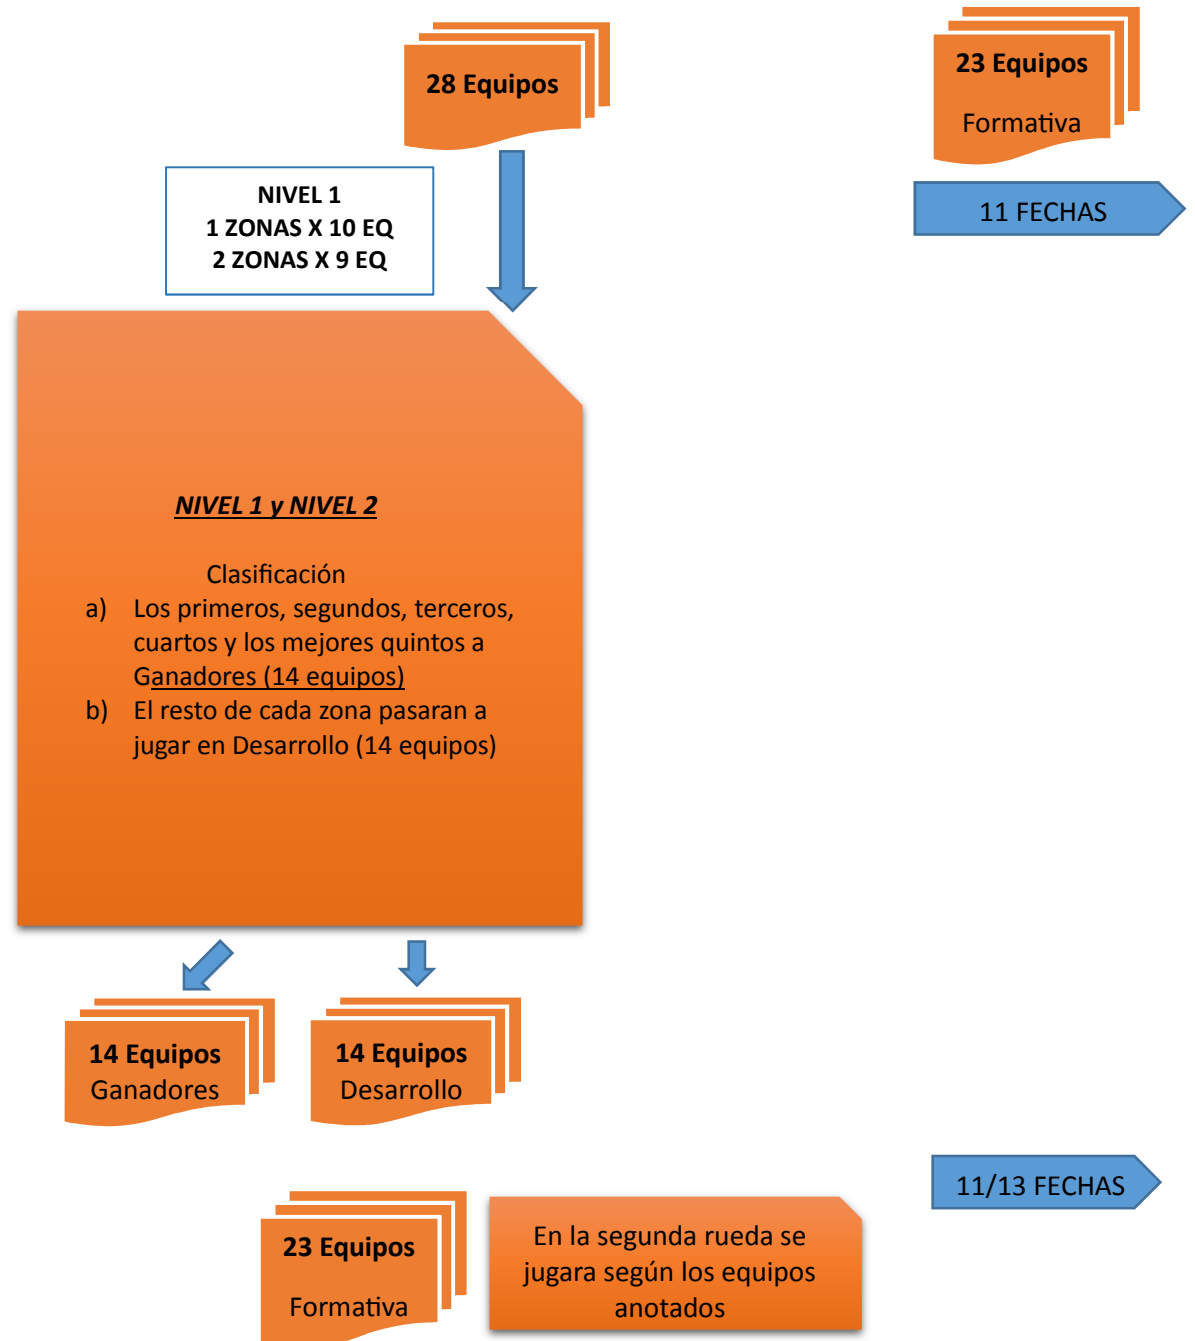 28 Equipos
23 Equipos
Formativa
NIVEL 1
1 ZONAS X 10 EQ
2 ZONAS X 9 EQ
11 FECHAS
NIVEL 1 y NIVEL 2
Clasificación
a) Los primeros, segundos, terceros,
cuartos y los mejores quintos a
Ganadores (14 equipos)
b) El resto de cada zona pasaran a
jugar en Desarrollo (14 equipos)
14 Equipos
Ganadores
14 Equipos
Desarrollo
11/13 FECHAS
23 Equipos
Formativa
En la segunda rueda se
jugara según los equipos
anotados